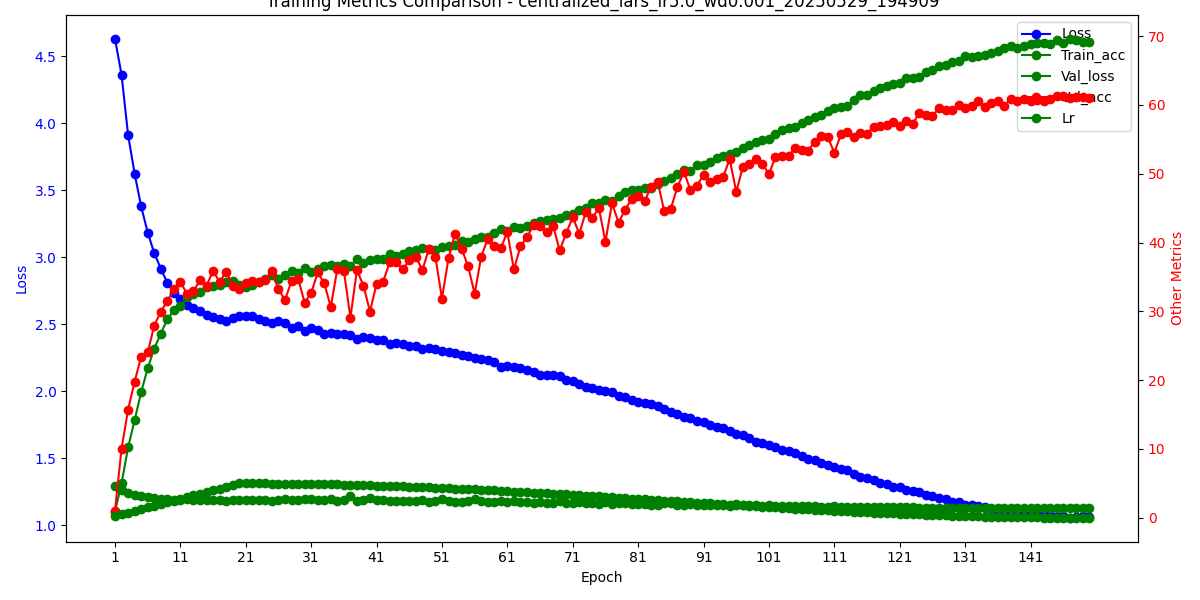 Training Metrics Comparison - centralized_lars_lr5.0_wd0.001_20250529_194909
Loss
Train_acc
Val_loss
Val_acc
Lr
4.5
4.0
3.5
3.0
2.5
2.0
1.5
1.0
Loss
70
60
50
40
30
20
10
0
Other Metrics
1 11 21 31 41 51 61 71 81 91 101 111 121 131 141
Epoch